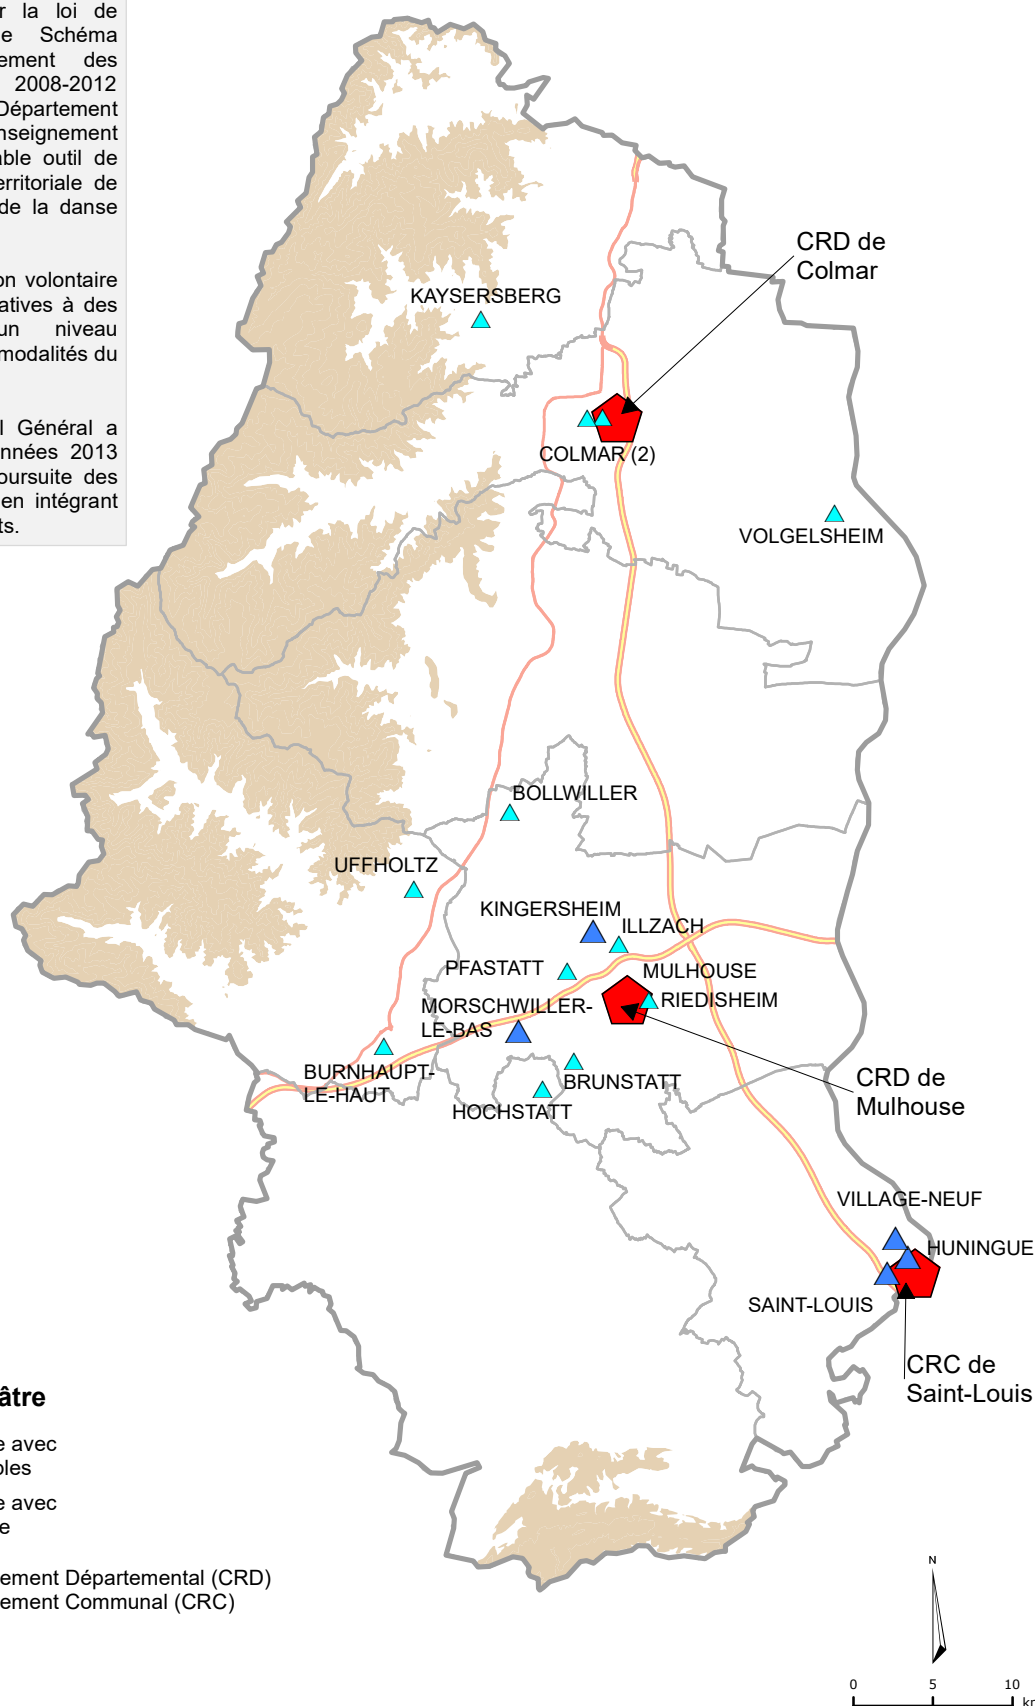 r la loi de
e Schéma
ement des
2008-2012
Département
nseignement
able outil de
erritoriale de
de la danse
on volontaire
atives à des
un niveau
modalités du
l Général a
nnées 2013
oursuite des
en intégrant
ts.
CRD de
Colmar
KAYSERSBERG
COLMAR (2)
VOLGELSHEIM
BOLLWILLER
UFFHOLTZ
KINGERSHEIM
ILLZACH
PFASTATT
MULHOUSE
RIEDISHEIM
MORSCHWILLER-
LE-BAS
BURNHAUPT-
LE-HAUT
BRUNSTATT
HOCHSTATT
CRD de
Mulhouse
VILLAGE-NEUF
HUNINGUE
SAINT-LOUIS
CRC de
Saint-Louis
âtre
e avec
bles
e avec
e
ement Départemental (CRD)
ement Communal (CRC)
N
0 5 10
km